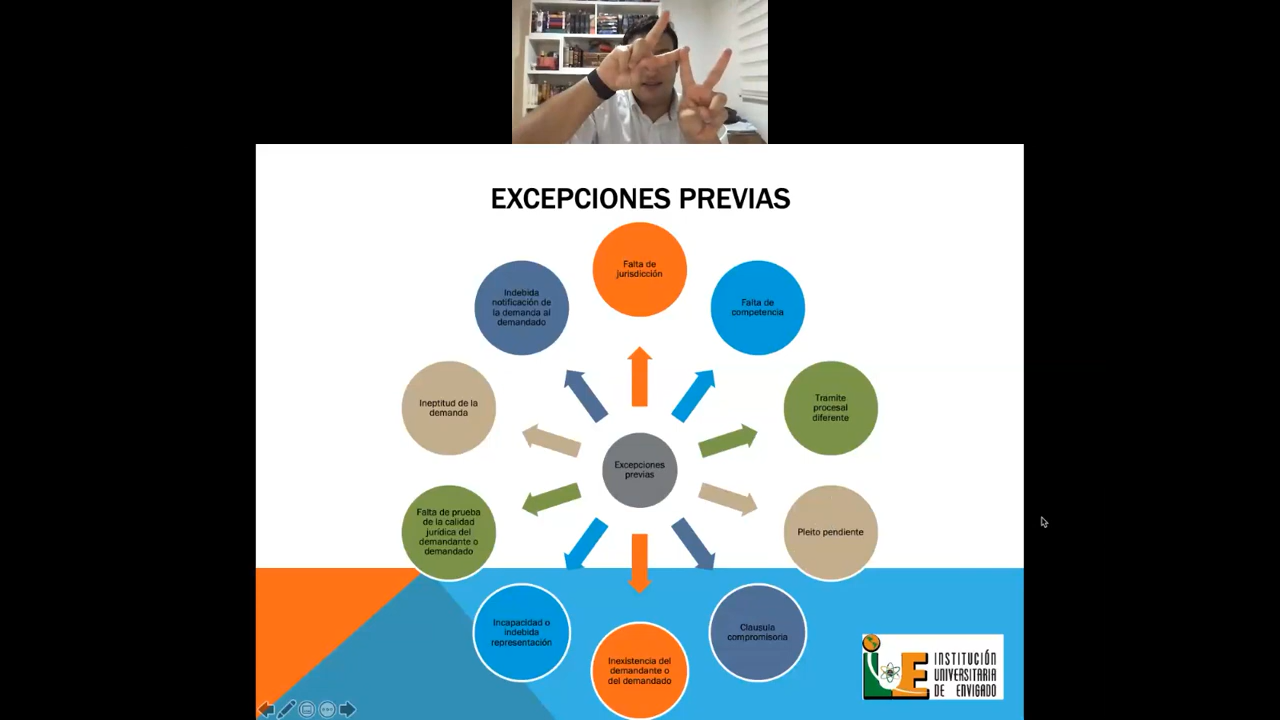 EXCEPCIONES PREVIAS
Falta de
jurisdicción
Falta de
competencia
Tramite
procesal
diferente
Pleito pendiente
Clausula
compromisoria
Inexistencia del
demandante o
del demandado
Incapacidad o
indebida
representación
Falta de prueba
de la calidad
jurídica del
demandante o
demandado
Ineptitud de la
demanda
Indebida
notificación de
la demanda al
demandado
Excepciones
previas
INSTITUCIÓN
UNIVERSITARIA
DE ENVIGADO